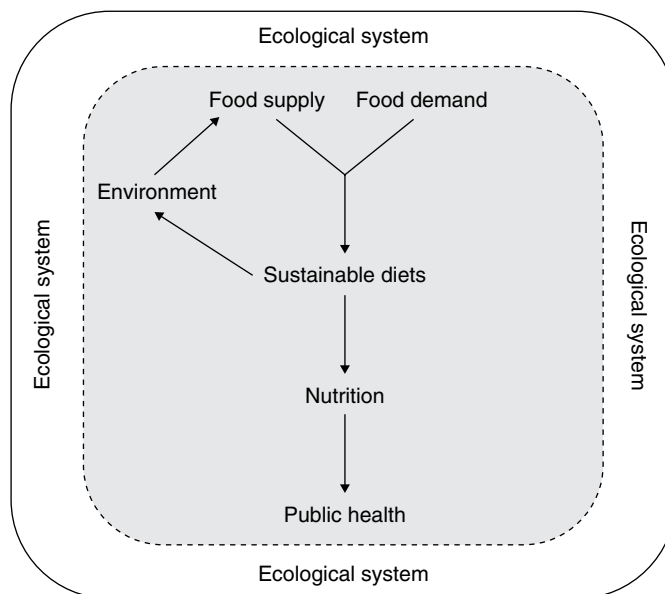 Ecological system
Food supply Food demand
Environment
Ecological system
Ecological system
Sustainable diets
Nutrition
Public health
Ecological system